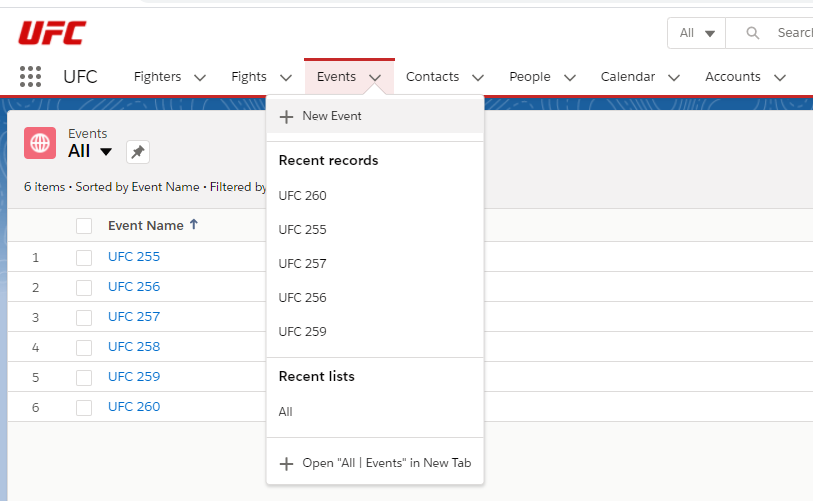 UFC
All
Search
UFC
Fighters
Fights
Events
Contacts
People
Calendar
Accounts
Events
All
6 items • Sorted by Event Name • Filtered by
Event Name
1 UFC 255
2 UFC 256
3 UFC 257
4 UFC 258
5 UFC 259
6 UFC 260
New Event
Recent records
UFC 260
UFC 255
UFC 257
UFC 256
UFC 259
Recent lists
All
Open "All | Events" in New Tab